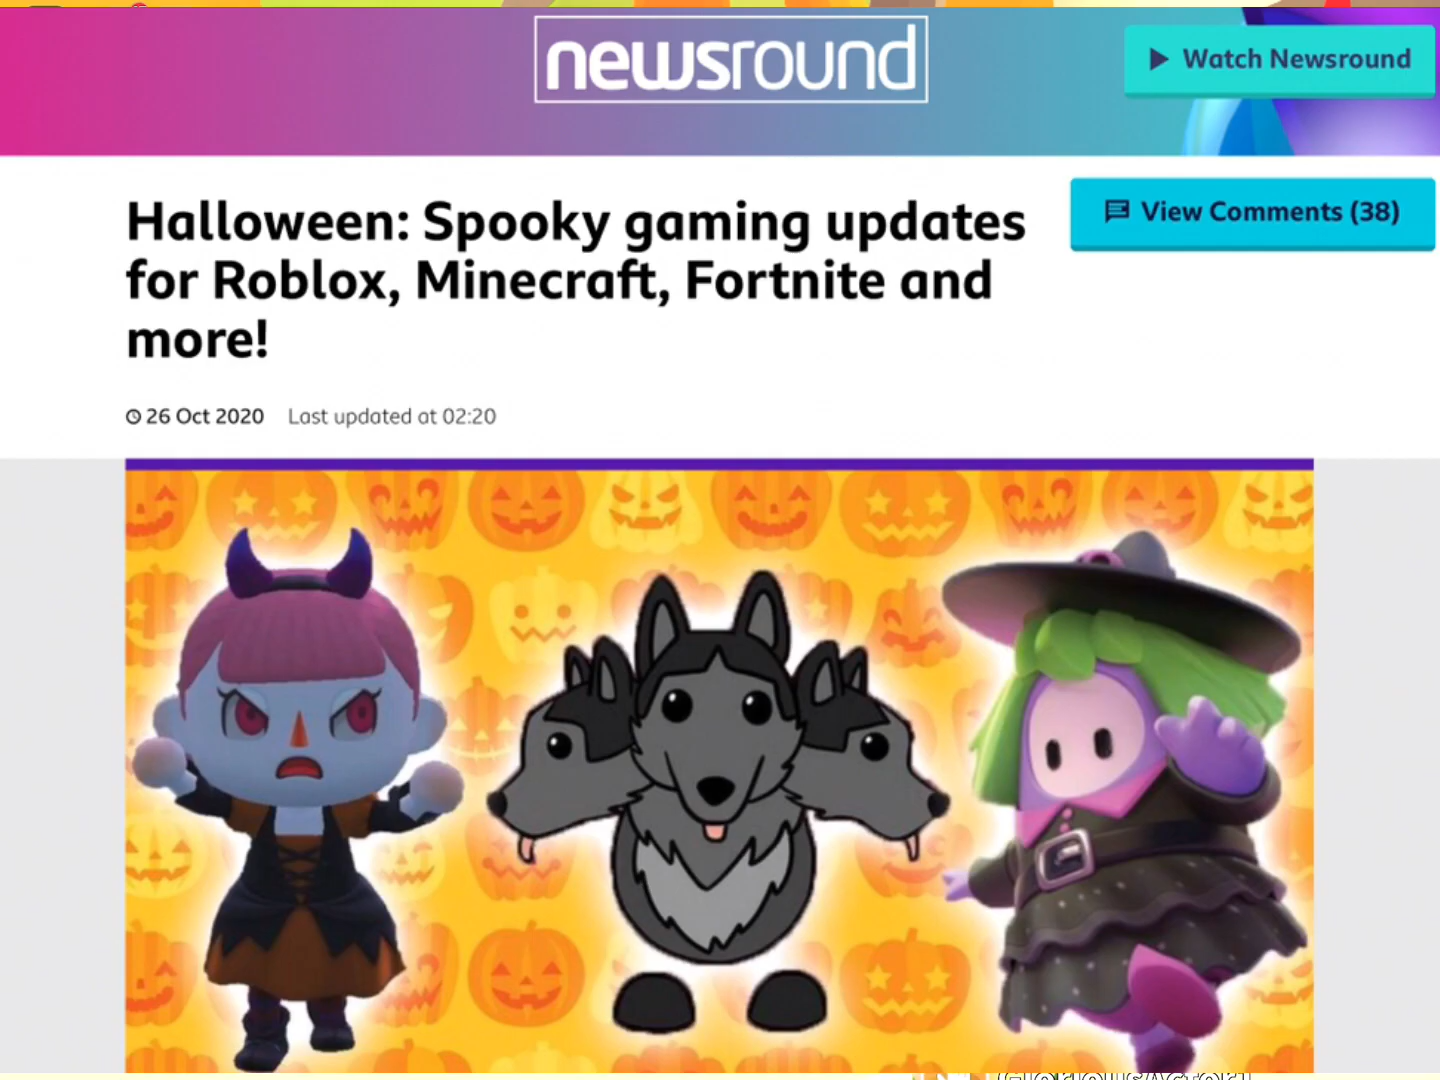 newsround
Watch Newsround
Halloween: Spooky gaming updates
for Roblox, Minecraft, Fortnite and
more!
View Comments (38)
26 Oct 2020 Last updated at 02:20